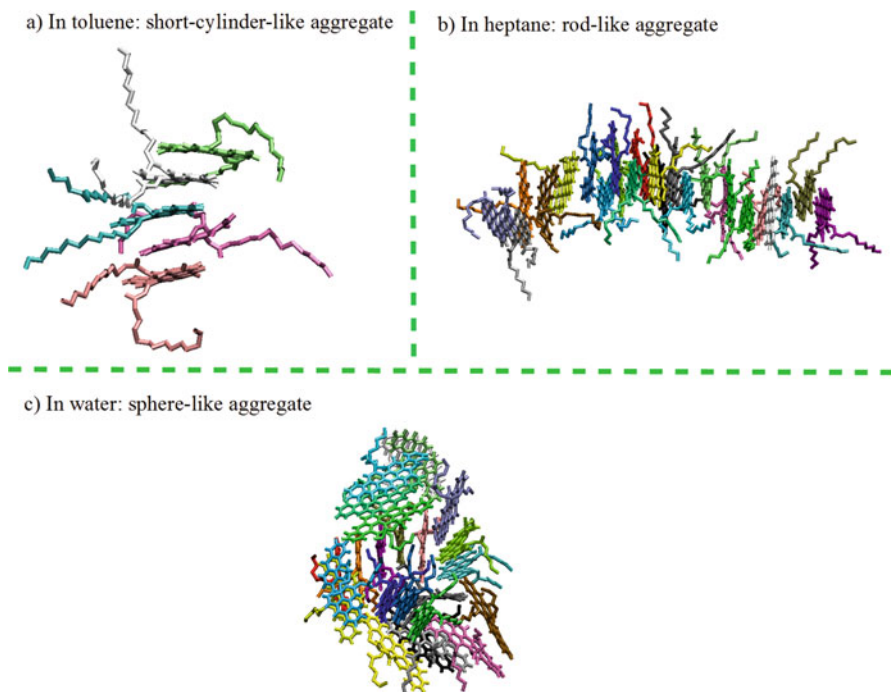 a) In toluene: short-cylinder-like aggregate
b) In heptane: rod-like aggregate
c) In water: sphere-like aggregate